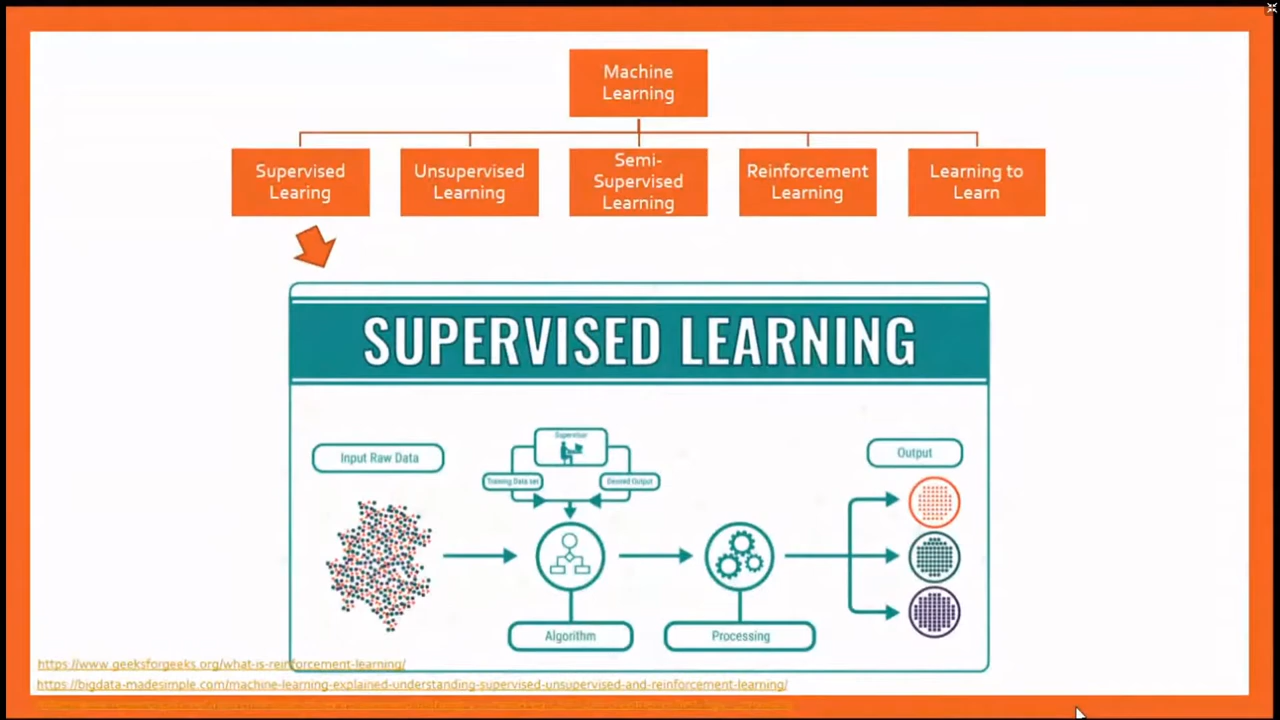 Machine
Learning
Supervised
Learing
Unsupervised
Learning
Semi-
Supervised
Learning
Reinforcement
Learning
Learning to
Learn
SUPERVISED LEARNING
Supervisor
Input Raw Data
Training Data set
Desired Output
Output
Algorithm
Processing
https://www.geeksforgeeks.org/what-is-reinforcement-learning/
https://bigdata-madesimple.com/machine-learning-explained-understanding-supervised-unsupervised-and-reinforcement-learning/